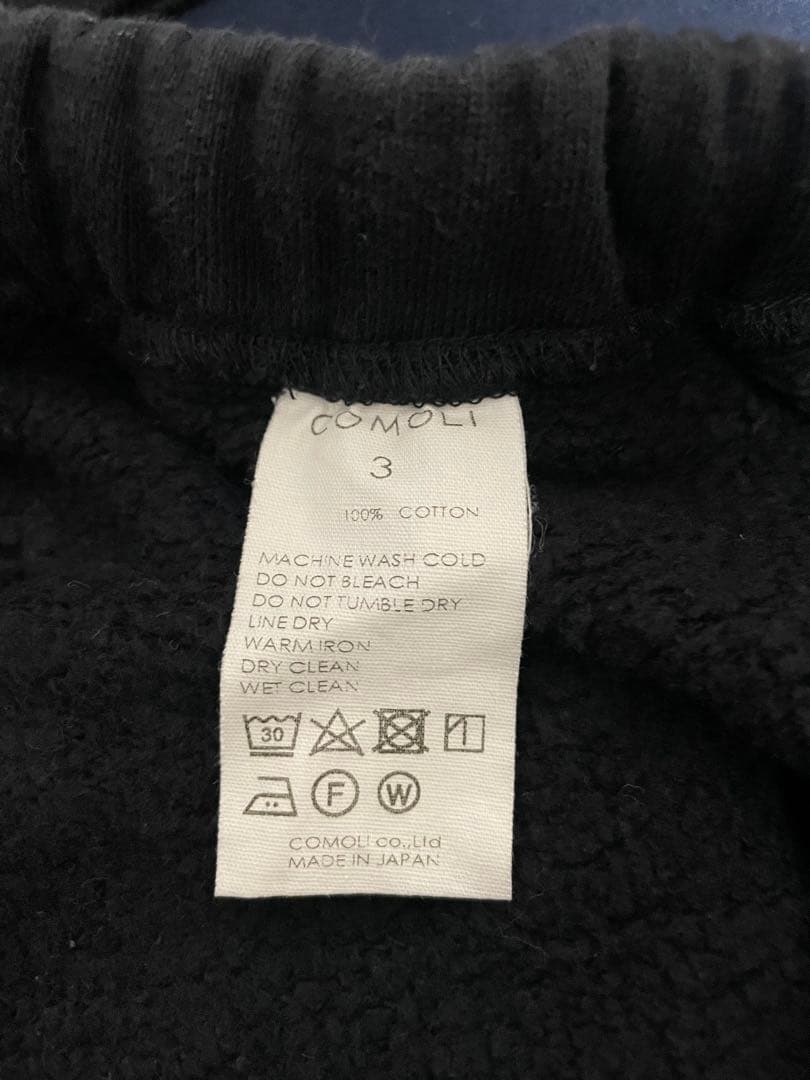 COMOLI
3
100% COTTON
MACHINE WASH COLD
DO NOT BLEACH
DO NOT TUMBLE DRY
LINE DRY
WARM IRON
DRY CLEAN
WET CLEAN
30
F W
COMOLI co.,Ltd
MADE IN JAPAN